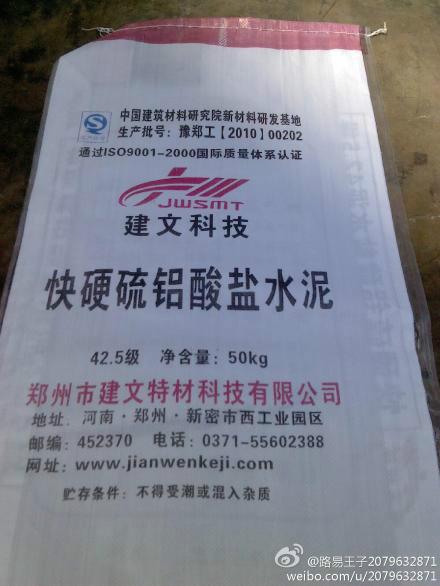 中国建筑材料研究院新材料研发基地
生产批号：豫郑工【2010】00202
通过ISO9001-2000国际质量体系认证
JWSMT
建文科技
快硬硫铝酸盐水泥
42.5级 净含量：50kg
郑州市建文特材科技有限公司
地址：河南·郑州·新密市西工业园区
邮编：452370 电话：0371-55602388
网址：www.jianwenkeji.com
贮存条件：不得受潮或混入杂质
@路易王子2079632871
weibo.com/u/2079632871